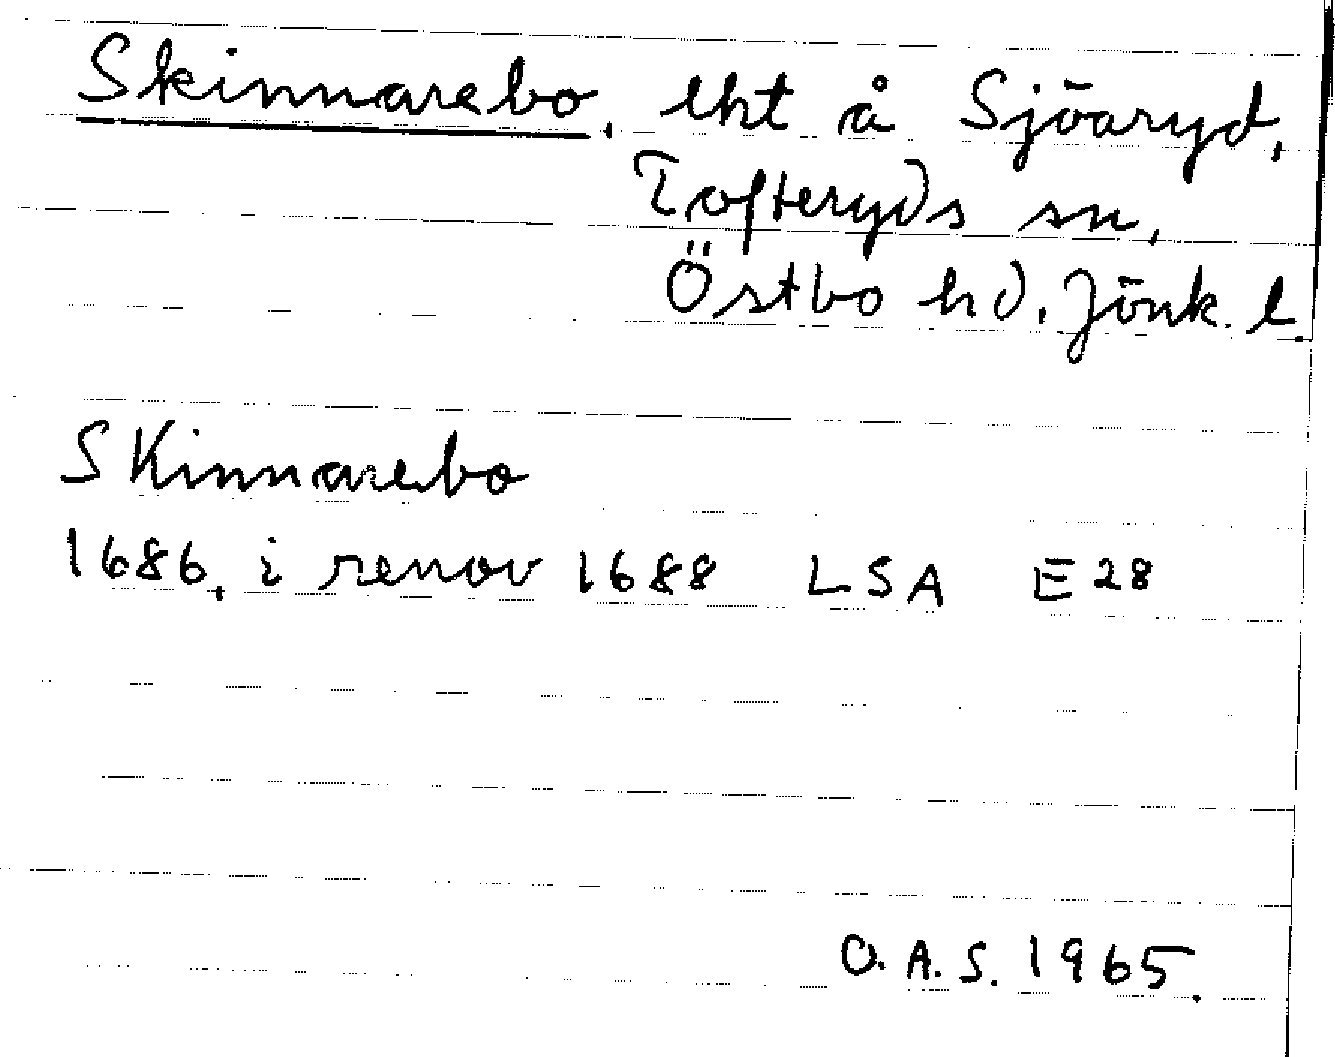 Skinnarebo, lht å Sjöaryd,
Tofteryds sn,
Östbo hd. Jönk. l.
Skinnarebo
1686, i renov 1688 LSA E28
O.A.S. 1965.